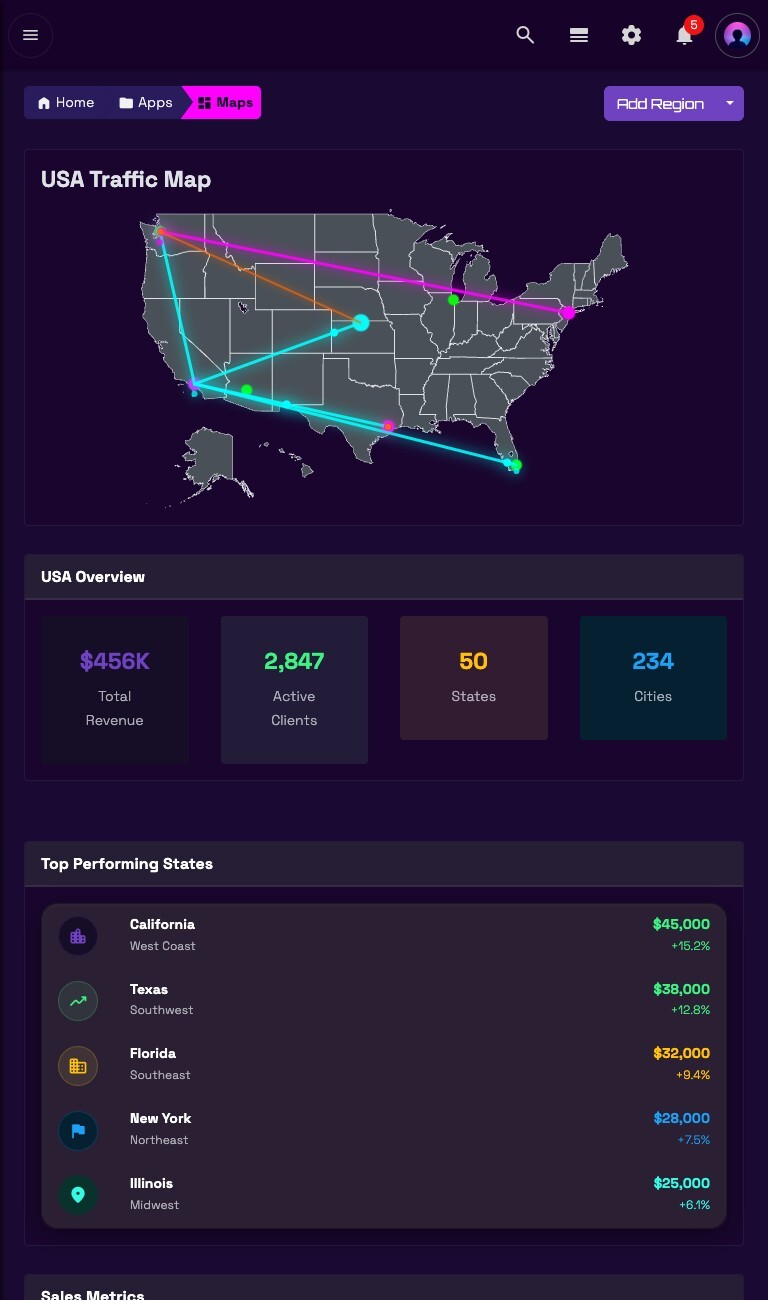 5
Home Apps Maps
Add Region
USA Traffic Map
USA Overview
$456K
Total
Revenue
2,847
Active
Clients
50
States
234
Cities
Top Performing States
California
West Coast
$45,000
+15.2%
Texas
Southwest
$38,000
+12.8%
Florida
Southeast
$32,000
+9.4%
New York
Northeast
$28,000
+7.5%
Illinois
Midwest
$25,000
+6.1%
Sales Metrics